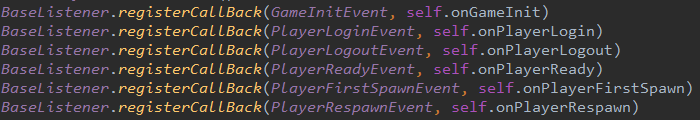 BaseListener.registerCallBack(GameInitEvent, self.onGameInit)
BaseListener.registerCallBack(PlayerLoginEvent, self.onPlayerLogin)
BaseListener.registerCallBack(PlayerLogoutEvent, self.onPlayerLogout)
BaseListener.registerCallBack(PlayerReadyEvent, self.onPlayerReady)
BaseListener.registerCallBack(PlayerFirstSpawnEvent, self.onPlayerFirstSpawn)
BaseListener.registerCallBack(PlayerRespawnEvent, self.onPlayerRespawn)